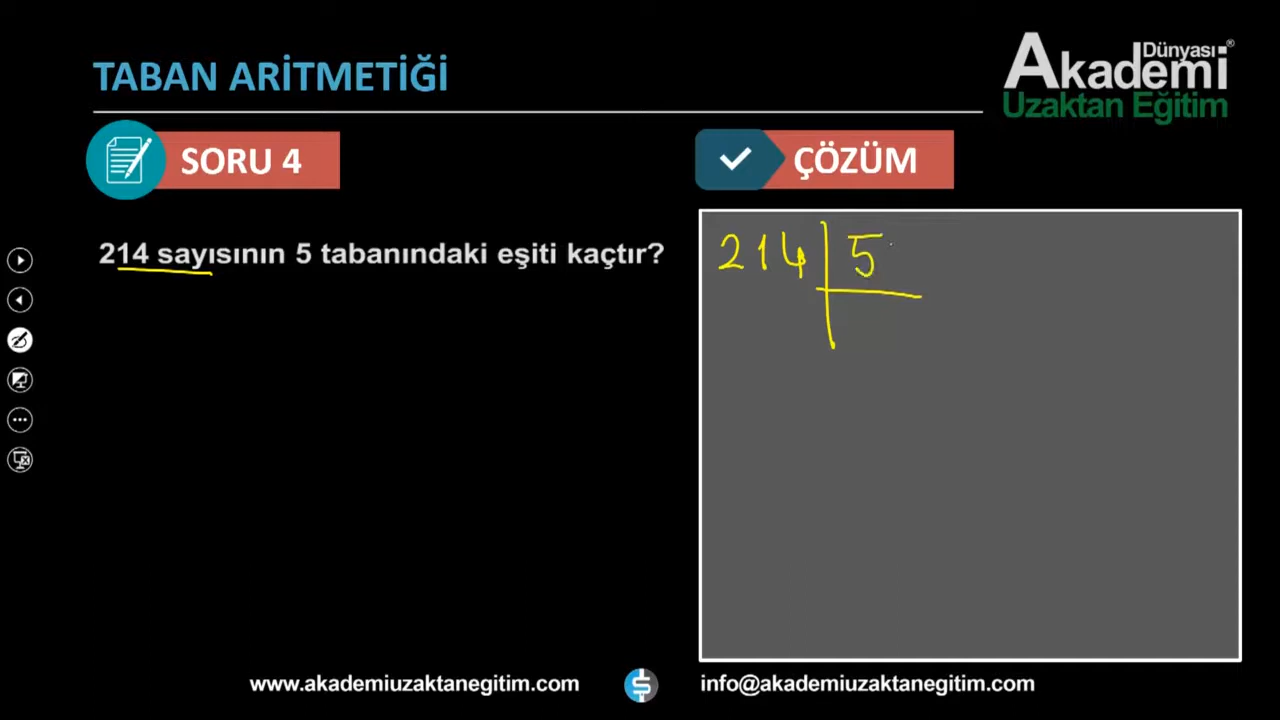 TABAN ARİTMETİĞİ
Akademi Dünyası®
Uzaktan Eğitim
SORU 4
ÇÖZÜM
214 sayısının 5 tabanındaki eşiti kaçtır?
214 5
www.akademiuzaktanegitim.com
info@akademiuzaktanegitim.com